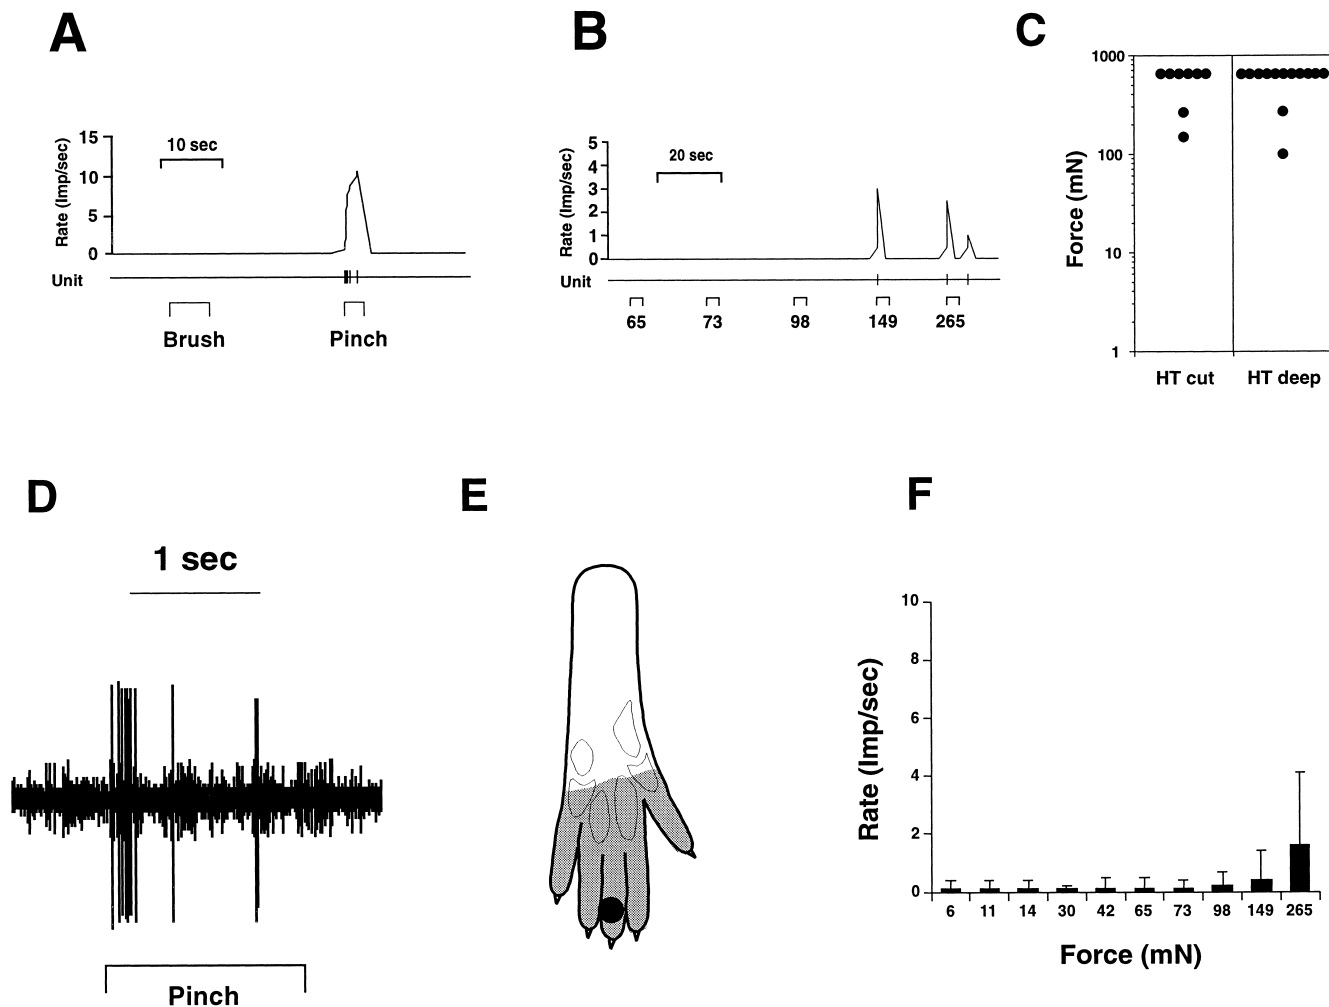 A
15
10
5
0
Rate (Imp/sec)
10 sec
Unit
Brush
Pinch
B
5
4
3
2
1
0
Rate (Imp/sec)
20 sec
Unit
65
73
98
149
265
C
1000
100
10
1
Force (mN)
HT cut
HT deep
D
1 sec
Pinch
E
F
10
8
6
4
2
0
Rate (Imp/sec)
6
11
14
30
42
65
73
98
149
265
Force (mN)